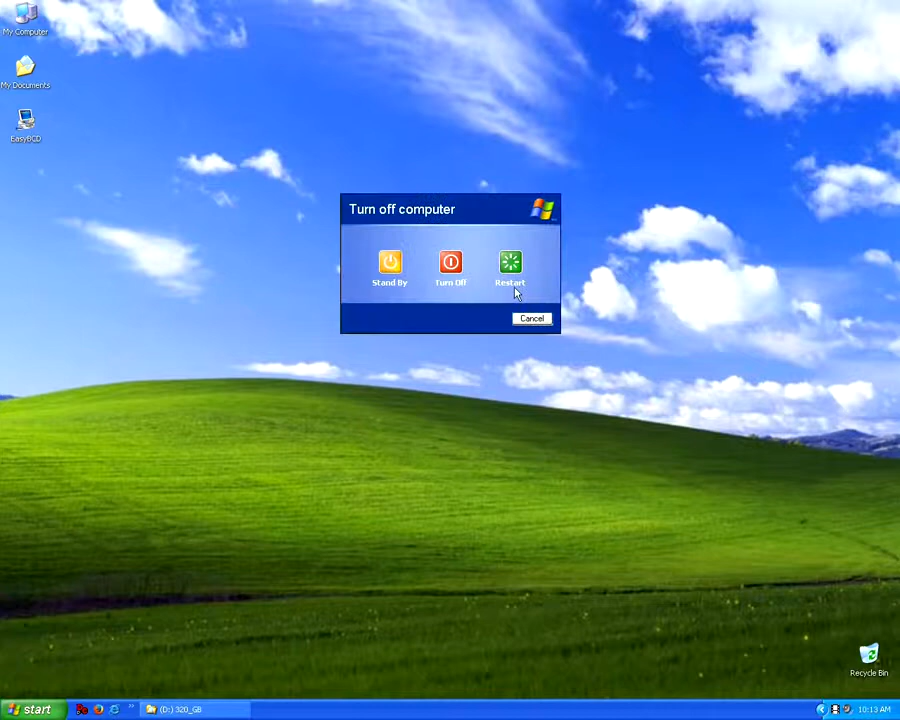 My Computer
My Documents
EasyBCD
Turn off computer
Stand By
Turn Off
Restart
Cancel
Recycle Bin
start
(D:) 320_GB
10:13 AM